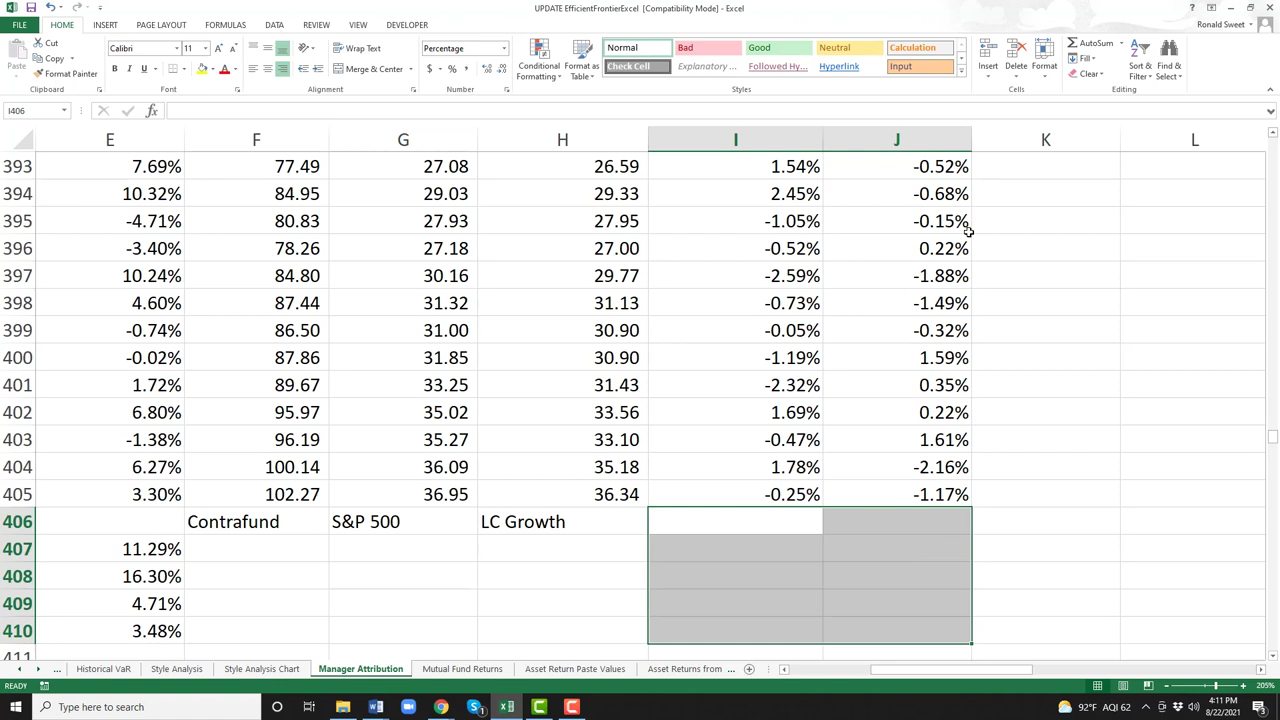 UPDATE EfficientFrontierExcel [Compatibility Mode] - Excel
FILE HOME INSERT PAGE LAYOUT FORMULAS DATA REVIEW VIEW DEVELOPER Ronald Sweet
Paste Cut Copy Format Painter Clipboard
Calibri 11 B I U A Font
Wrap Text Merge & Center Alignment
Percentage $ % , Number
Conditional Formatting Format as Table
Normal Bad Good Neutral Calculation
Check Cell Explanatory ... Followed Hy... Hyperlink Input
Styles
Insert Delete Format Cells
AutoSum Fill Clear Sort & Filter Find & Select Editing
I406 fx
E F G H I J K L
393 7.69% 77.49 27.08 26.59 1.54% -0.52%
394 10.32% 84.95 29.03 29.33 2.45% -0.68%
395 -4.71% 80.83 27.93 27.95 -1.05% -0.15%
396 -3.40% 78.26 27.18 27.00 -0.52% 0.22%
397 10.24% 84.80 30.16 29.77 -2.59% -1.88%
398 4.60% 87.44 31.32 31.13 -0.73% -1.49%
399 -0.74% 86.50 31.00 30.90 -0.05% -0.32%
400 -0.02% 87.86 31.85 30.90 -1.19% 1.59%
401 1.72% 89.67 33.25 31.43 -2.32% 0.35%
402 6.80% 95.97 35.02 33.56 1.69% 0.22%
403 -1.38% 96.19 35.27 33.10 -0.47% 1.61%
404 6.27% 100.14 36.09 35.18 1.78% -2.16%
405 3.30% 102.27 36.95 36.34 -0.25% -1.17%
406 Contrafund S&P 500 LC Growth
407 11.29%
408 16.30%
409 4.71%
410 3.48%
411
... Historical VaR Style Analysis Style Analysis Chart Manager Attribution Mutual Fund Returns Asset Return Paste Values Asset Returns from ...
READY 205%
Type here to search 92°F AQI 62 4:11 PM
8/22/2021 3